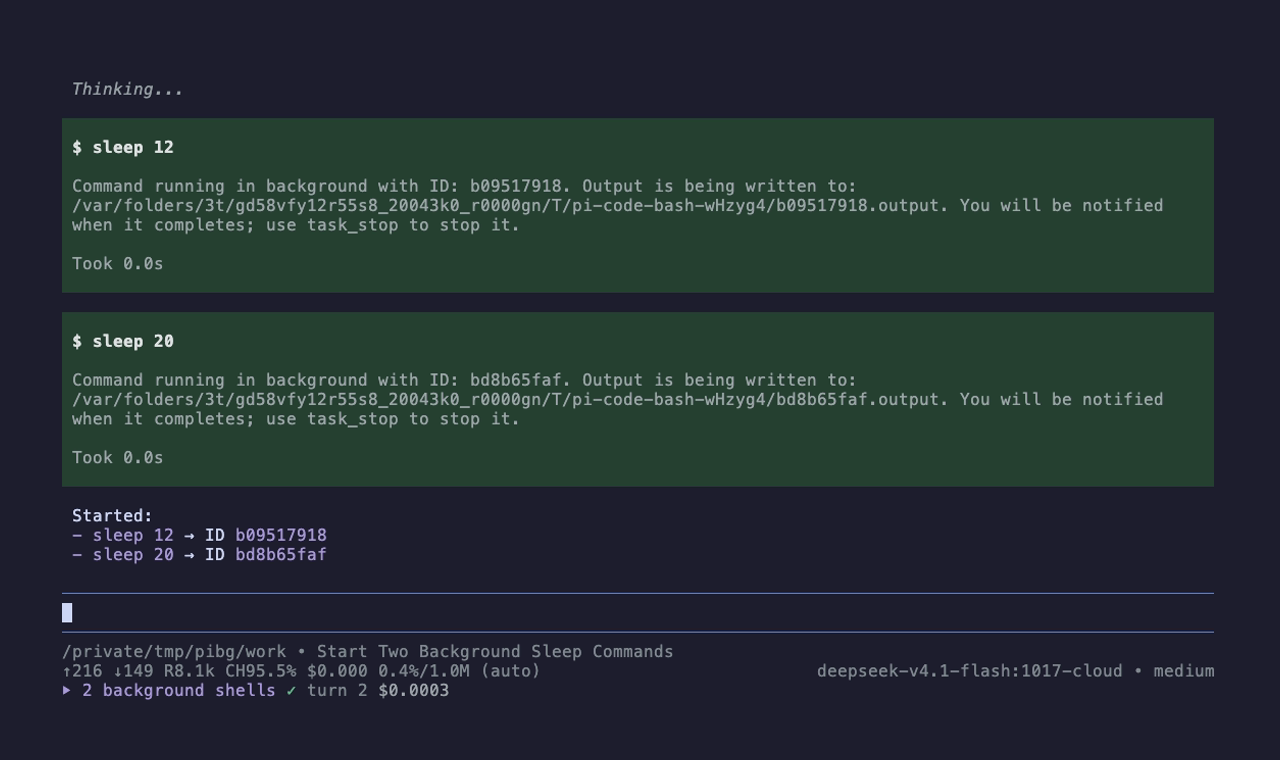 Thinking...
$ sleep 12
Command running in background with ID: b09517918. Output is being written to:
/var/folders/3t/gd58vfy12r55s8_20043k0_r0000gn/T/pi-code-bash-wHzyg4/b09517918.output. You will be notified
when it completes; use task_stop to stop it.
Took 0.0s
$ sleep 20
Command running in background with ID: bd8b65faf. Output is being written to:
/var/folders/3t/gd58vfy12r55s8_20043k0_r0000gn/T/pi-code-bash-wHzyg4/bd8b65faf.output. You will be notified
when it completes; use task_stop to stop it.
Took 0.0s
Started:
- sleep 12 → ID b09517918
- sleep 20 → ID bd8b65faf
/private/tmp/pibg/work • Start Two Background Sleep Commands
↑216 ↓149 R8.1k CH95.5% $0.000 0.4%/1.0M (auto) deepseek-v4.1-flash:1017-cloud • medium
▸ 2 background shells ✓ turn 2 $0.0003